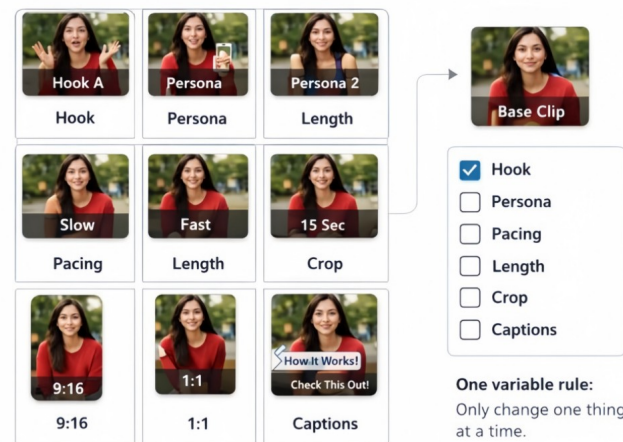 Hook A
Persona
Persona 2
Hook
Persona
Length
Slow
Fast
15 Sec
Pacing
Length
Crop
9:16
1:1
How It Works!
Check This Out!
9:16
1:1
Captions
Base Clip
Hook
Persona
Pacing
Length
Crop
Captions
One variable rule:
Only change one thing
at a time.